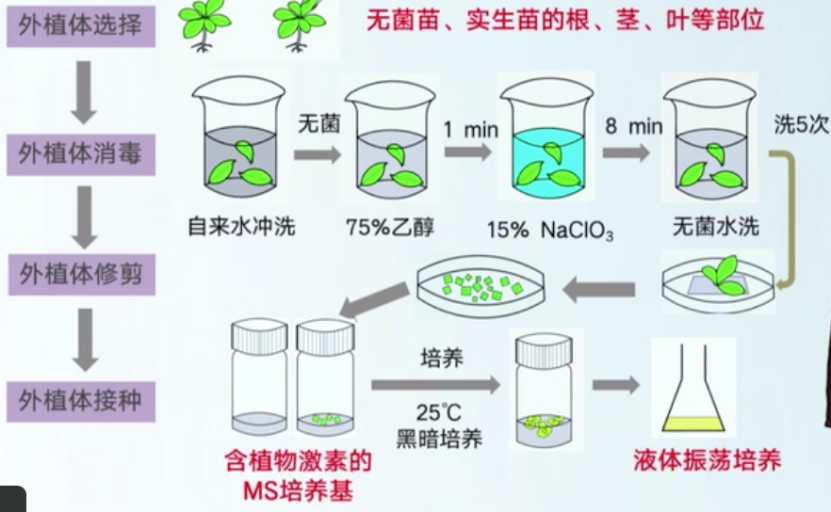 外植体选择
无菌苗、实生苗的根、茎、叶等部位
外植体消毒
无菌
1 min
8 min
洗5次
自来水冲洗
75%乙醇
15% NaClO₃
无菌水洗
外植体修剪
外植体接种
培养
25℃
黑暗培养
含植物激素的
MS培养基
液体振荡培养